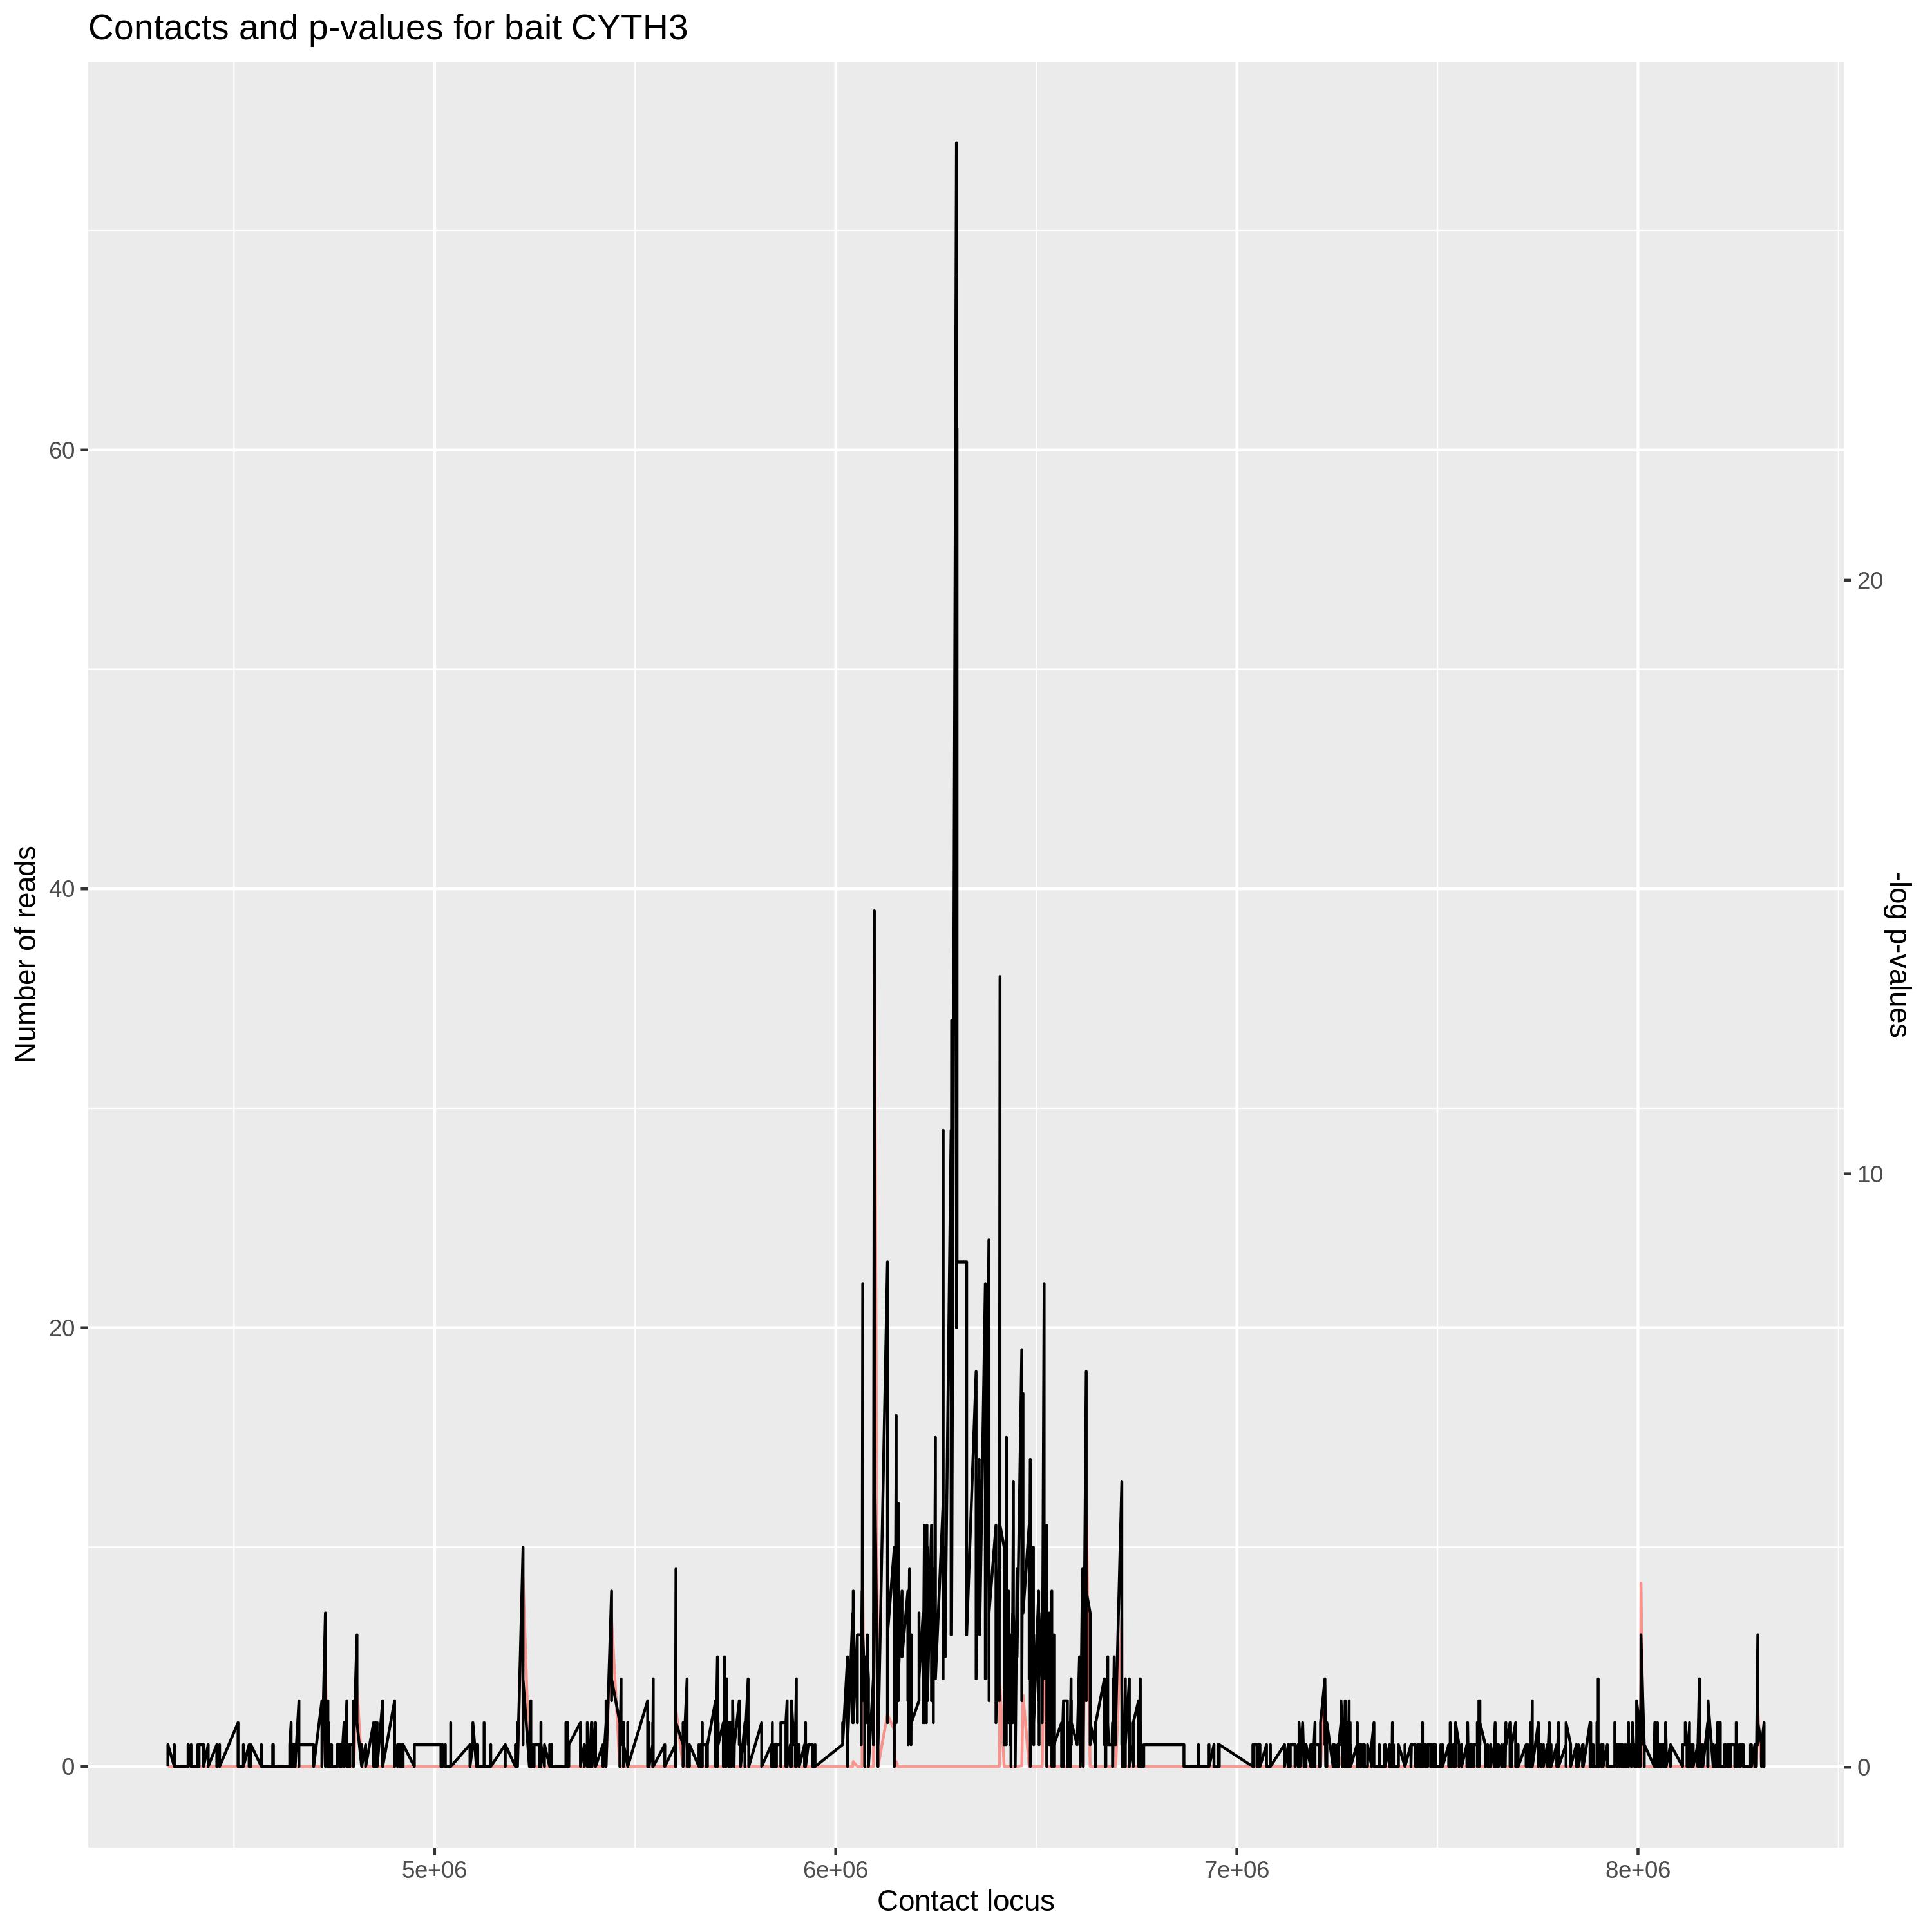 Contacts and p-values for bait CYTH3
Number of reads
60
40
20
0
20
10
0
-log p-values
5e+06
6e+06
7e+06
8e+06
Contact locus